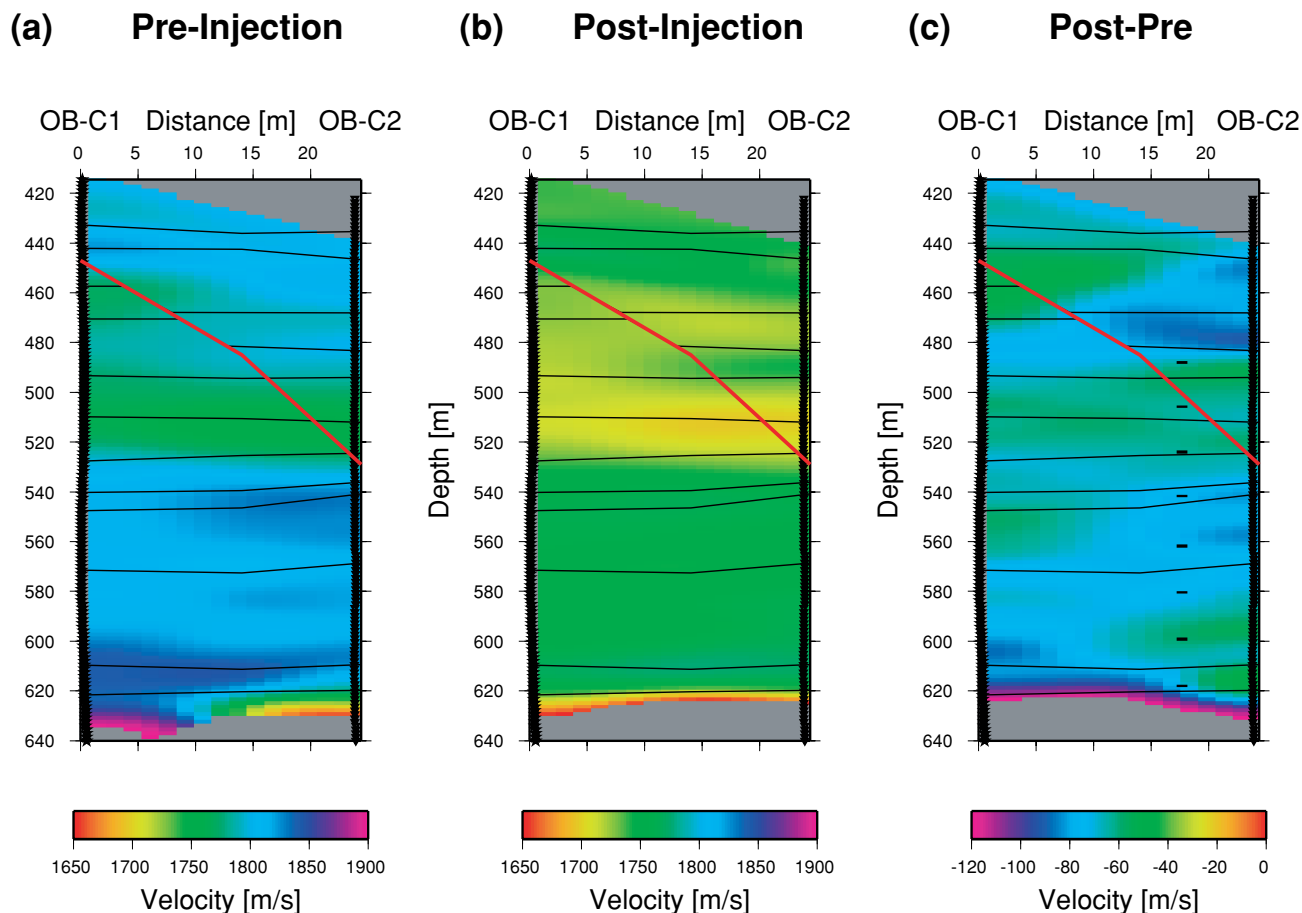 (a) Pre-Injection
(b) Post-Injection
(c) Post-Pre
OB-C1 Distance [m] OB-C2
OB-C1 Distance [m] OB-C2
OB-C1 Distance [m] OB-C2
0 5 10 15 20
0 5 10 15 20
0 5 10 15 20
420
440
460
480
500
520
540
560
580
600
620
640
Depth [m]
420
440
460
480
500
520
540
560
580
600
620
640
Depth [m]
420
440
460
480
500
520
540
560
580
600
620
640
1650 1700 1750 1800 1850 1900
Velocity [m/s]
1650 1700 1750 1800 1850 1900
Velocity [m/s]
-120 -100 -80 -60 -40 -20 0
Velocity [m/s]